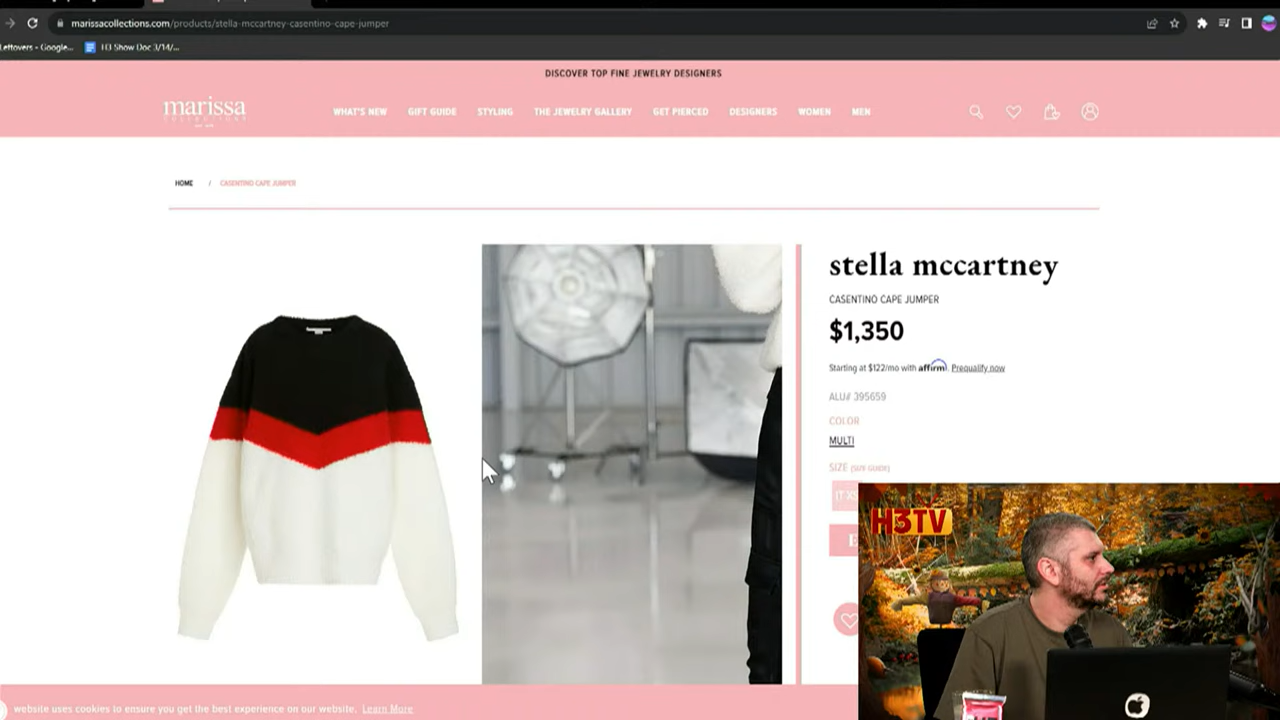 marissacollections.com/products/stella-mccartney-casentino-cape-jumper
Leftovers - Google...
H3 Show Doc 3/14/...
DISCOVER TOP FINE JEWELRY DESIGNERS
marissa
COLLECTIONS
WHAT'S NEW
GIFT GUIDE
STYLING
THE JEWELRY GALLERY
GET PIERCED
DESIGNERS
WOMEN
MEN
HOME / CASENTINO CAPE JUMPER
stella mccartney
CASENTINO CAPE JUMPER
$1,350
Starting at $122/mo with affirm. Prequalify now
ALU# 395659
COLOR
MULTI
SIZE (SIZE GUIDE)
H3TV
website uses cookies to ensure you get the best experience on our website. Learn More